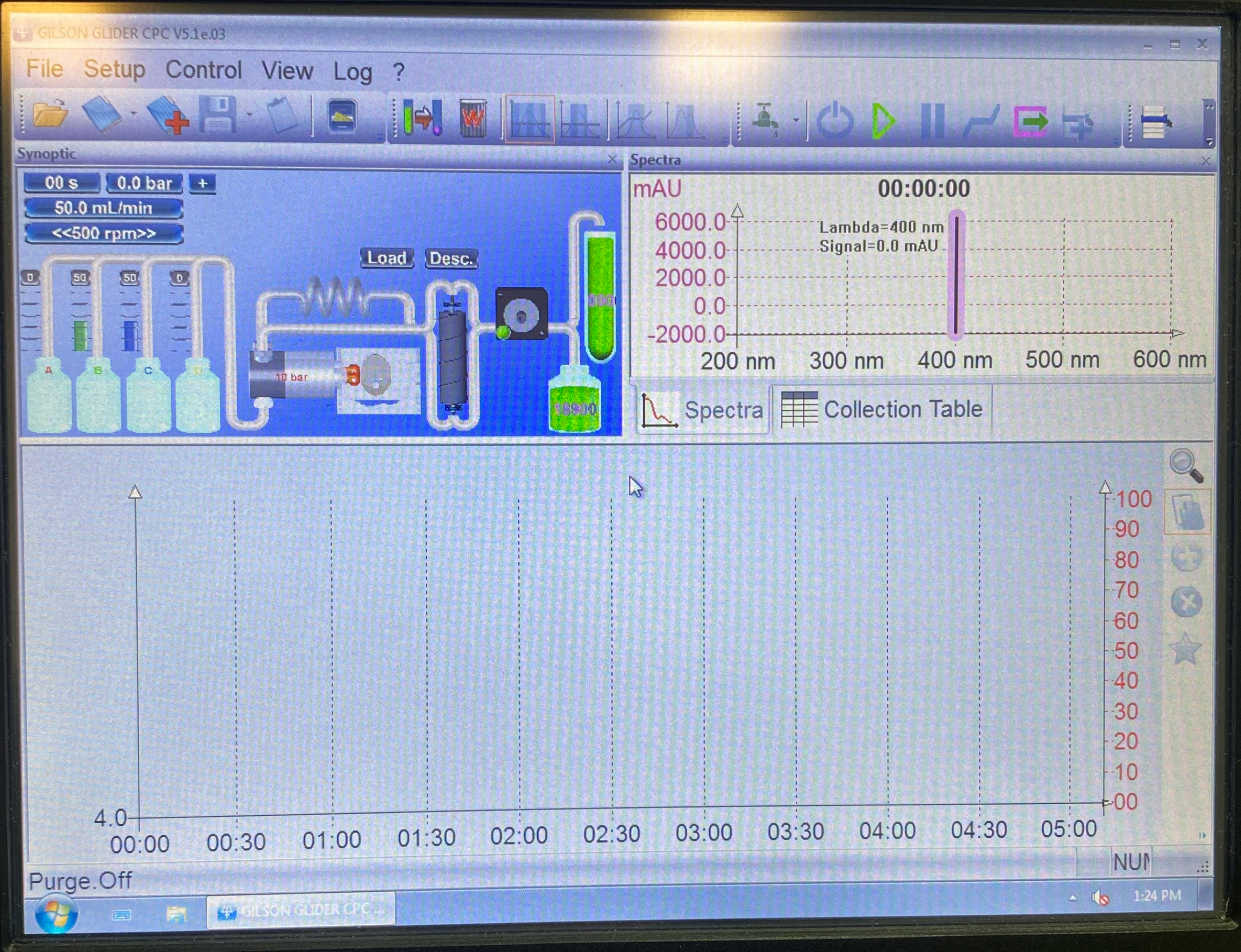 GILSON GLIDER CPC V5.1e.03
File Setup Control View Log ?
Synoptic
00 s 0.0 bar +
50.0 mL/min
<<500 rpm>>
0 50 50 0
Load Desc.
A B C D
10 bar
Spectra
mAU 00:00:00
Lambda=400 nm
Signal=0.0 mAU
6000.0
4000.0
2000.0
0.0
-2000.0
200 nm 300 nm 400 nm 500 nm 600 nm
Spectra Collection Table
100
90
80
70
60
50
40
30
20
10
00
4.0
00:00 00:30 01:00 01:30 02:00 02:30 03:00 03:30 04:00 04:30 05:00
Purge.Off
GILSON GLIDER CPC ...
1:24 PM